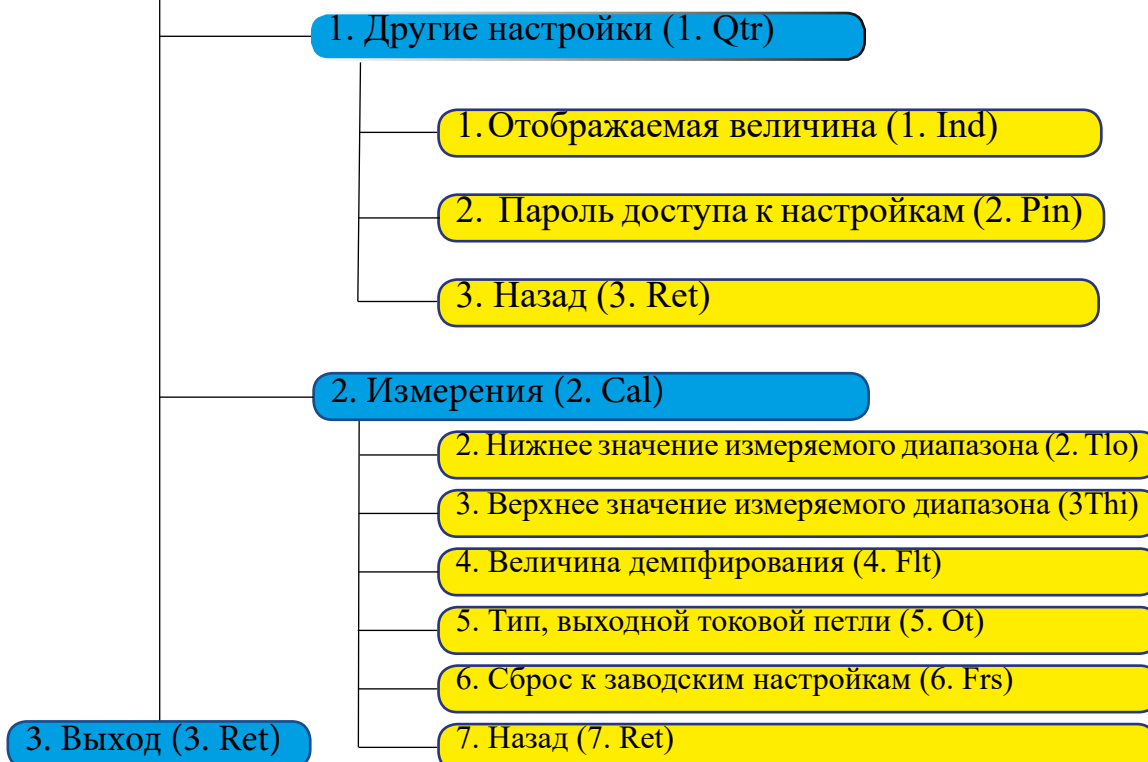 1. Другие настройки (1. Qtr)
1. Отображаемая величина (1. Ind)
2. Пароль доступа к настройкам (2. Pin)
3. Назад (3. Ret)
2. Измерения (2. Cal)
2. Нижнее значение измеряемого диапазона (2. Tlo)
3. Верхнее значение измеряемого диапазона (3Thi)
4. Величина демпфирования (4. Flt)
5. Тип, выходной токовой петли (5. Ot)
6. Сброс к заводским настройкам (6. Frs)
7. Назад (7. Ret)
3. Выход (3. Ret)